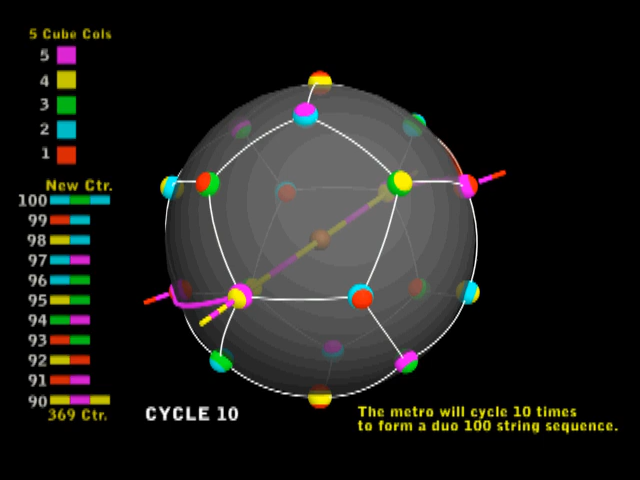 5 Cube Cols
5
4
3
2
1
New Ctr.
100
99
98
97
96
95
94
93
92
91
90
369 Ctr.
CYCLE 10
The metro will cycle 10 times
to form a duo 100 string sequence.